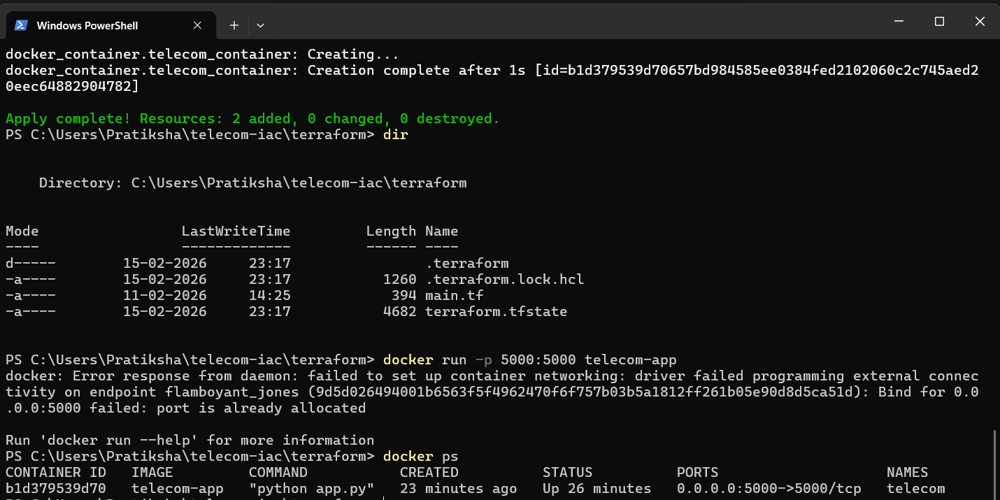 Windows PowerShell
docker_container.telecom_container: Creating...
docker_container.telecom_container: Creation complete after 1s [id=b1d379539d70657bd984585ee0384fed2102060c2c745aed2
0eec64882904782]
Apply complete! Resources: 2 added, 0 changed, 0 destroyed.
PS C:\Users\Pratiksha\telecom-iac\terraform> dir
    Directory: C:\Users\Pratiksha\telecom-iac\terraform
Mode                 LastWriteTime         Length Name
----                 -------------         ------ ----
d-----        15-02-2026     23:17                .terraform
-a----        15-02-2026     23:17           1260 .terraform.lock.hcl
-a----        11-02-2026     14:25            394 main.tf
-a----        15-02-2026     23:17           4682 terraform.tfstate
PS C:\Users\Pratiksha\telecom-iac\terraform> docker run -p 5000:5000 telecom-app
docker: Error response from daemon: failed to set up container networking: driver failed programming external connec
tivity on endpoint flamboyant_jones (9d5d026494001b6563f5f4962470f6f757b03b5a1812ff261b05e90d8d5ca51d): Bind for 0.0
.0.0:5000 failed: port is already allocated
Run 'docker run --help' for more information
PS C:\Users\Pratiksha\telecom-iac\terraform> docker ps
CONTAINER ID   IMAGE         COMMAND           CREATED          STATUS          PORTS                    NAMES
b1d379539d70   telecom-app   "python app.py"   23 minutes ago   Up 26 minutes   0.0.0.0:5000->5000/tcp   telecom